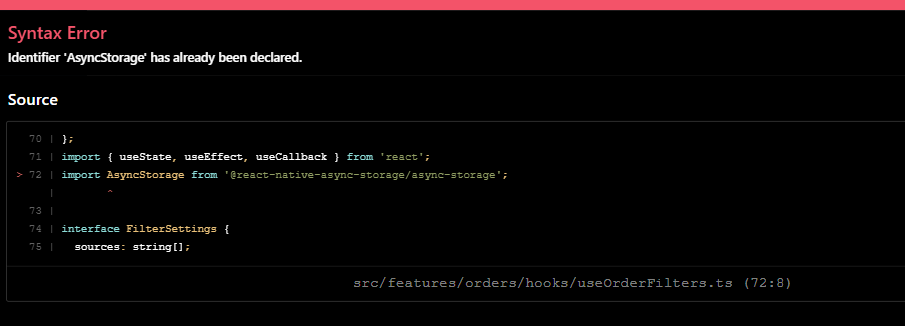 Syntax Error
Identifier 'AsyncStorage' has already been declared.
Source
70 | };
71 | import { useState, useEffect, useCallback } from 'react';
> 72 | import AsyncStorage from '@react-native-async-storage/async-storage';
| ^
73 |
74 | interface FilterSettings {
75 | sources: string[];
src/features/orders/hooks/useOrderFilters.ts (72:8)